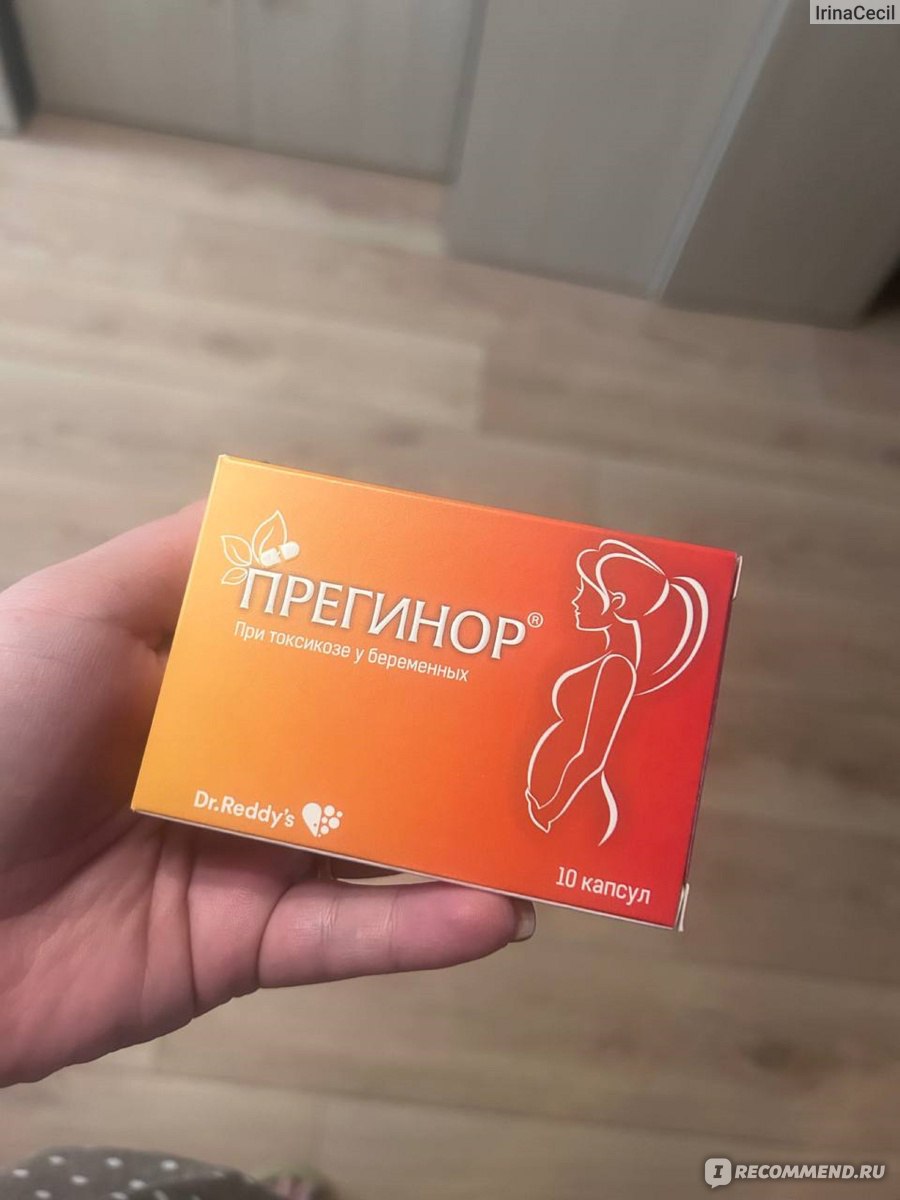 IrinaCecil
ПРЕГИНОР®
При токсикозе у беременных
Dr.Reddy's
10 капсул
I RECOMMEND.RU